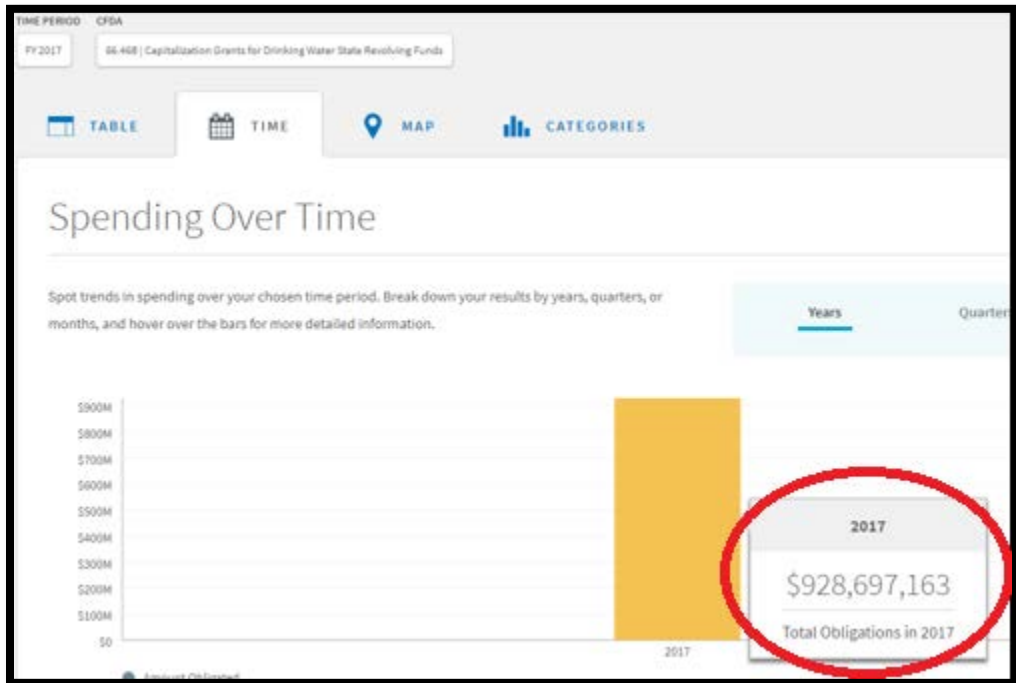 TIME PERIOD CFDA
FY 2017 66.468 | Capitalization Grants for Drinking Water State Revolving Funds
TABLE TIME MAP CATEGORIES
Spending Over Time
Spot trends in spending over your chosen time period. Break down your results by years, quarters, or
months, and hover over the bars for more detailed information.
Years Quarter
$900M
$800M
$700M
$600M
$500M
$400M
$300M
$200M
$100M
$0
2017
2017
$928,697,163
Total Obligations in 2017
Amount Obligated